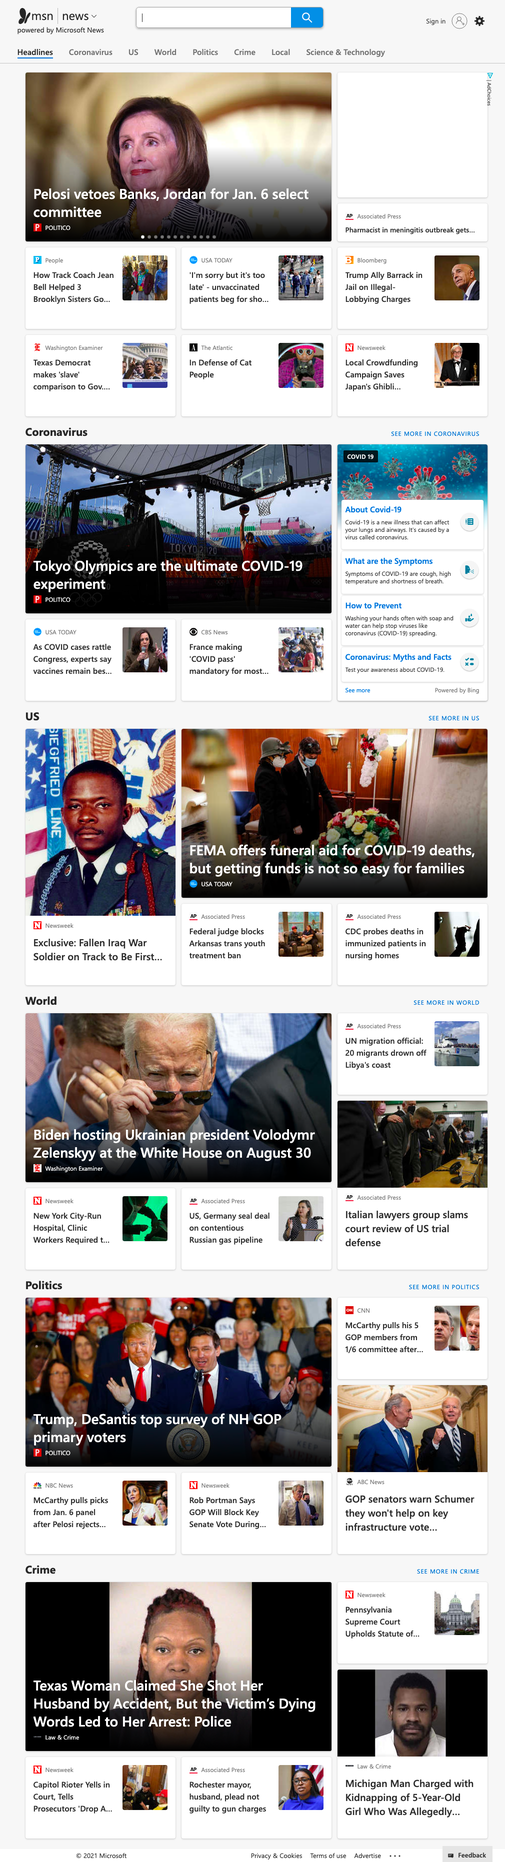 msn | news
powered by Microsoft News
Sign in
Headlines Coronavirus US World Politics Crime Local Science & Technology
Pelosi vetoes Banks, Jordan for Jan. 6 select
committee
POLITICO
AdChoices
Associated Press
Pharmacist in meningitis outbreak gets...
People
How Track Coach Jean
Bell Helped 3
Brooklyn Sisters Go...
USA TODAY
'I'm sorry but it's too
late' - unvaccinated
patients beg for sho...
Bloomberg
Trump Ally Barrack in
Jail on Illegal-
Lobbying Charges
Washington Examiner
Texas Democrat
makes 'slave'
comparison to Gov....
The Atlantic
In Defense of Cat
People
Newsweek
Local Crowdfunding
Campaign Saves
Japan's Ghibli...
Coronavirus
SEE MORE IN CORONAVIRUS
TOKYO 2020
Tokyo Olympics are the ultimate COVID-19
experiment
POLITICO
COVID 19
About Covid-19
Covid-19 is a new illness that can affect
your lungs and airways. It's caused by a
virus called coronavirus.
What are the Symptoms
Symptoms of COVID-19 are cough, high
temperature and shortness of breath.
How to Prevent
Washing your hands often with soap and
water can help stop viruses like
coronavirus (COVID-19) spreading.
Coronavirus: Myths and Facts
Test your awareness about COVID-19.
See more
Powered by Bing
USA TODAY
As COVID cases rattle
Congress, experts say
vaccines remain bes...
CBS News
France making
'COVID pass'
mandatory for most...
US
SEE MORE IN US
SIEGFRIED LINE
Newsweek
Exclusive: Fallen Iraq War
Soldier on Track to Be First...
FEMA offers funeral aid for COVID-19 deaths,
but getting funds is not so easy for families
USA TODAY
Associated Press
Federal judge blocks
Arkansas trans youth
treatment ban
Associated Press
CDC probes deaths in
immunized patients in
nursing homes
World
SEE MORE IN WORLD
Biden hosting Ukrainian president Volodymr
Zelenskyy at the White House on August 30
Washington Examiner
Associated Press
UN migration official:
20 migrants drown off
Libya's coast
Associated Press
Italian lawyers group slams
court review of US trial
defense
Newsweek
New York City-Run
Hospital, Clinic
Workers Required t...
Associated Press
US, Germany seal deal
on contentious
Russian gas pipeline
Politics
SEE MORE IN POLITICS
Trump, DeSantis top survey of NH GOP
primary voters
POLITICO
CNN
McCarthy pulls his 5
GOP members from
1/6 committee after...
ABC News
GOP senators warn Schumer
they won't help on key
infrastructure vote...
NBC News
McCarthy pulls picks
from Jan. 6 panel
after Pelosi rejects...
Newsweek
Rob Portman Says
GOP Will Block Key
Senate Vote During...
Crime
SEE MORE IN CRIME
Texas Woman Claimed She Shot Her
Husband by Accident, But the Victim's Dying
Words Led to Her Arrest: Police
Law & Crime
Newsweek
Pennsylvania
Supreme Court
Upholds Statute of...
Law & Crime
Michigan Man Charged with
Kidnapping of 5-Year-Old
Girl Who Was Allegedly...
Newsweek
Capitol Rioter Yells in
Court, Tells
Prosecutors 'Drop A...
Associated Press
Rochester mayor,
husband, plead not
guilty to gun charges
© 2021 Microsoft
Privacy & Cookies Terms of use Advertise ...
Feedback